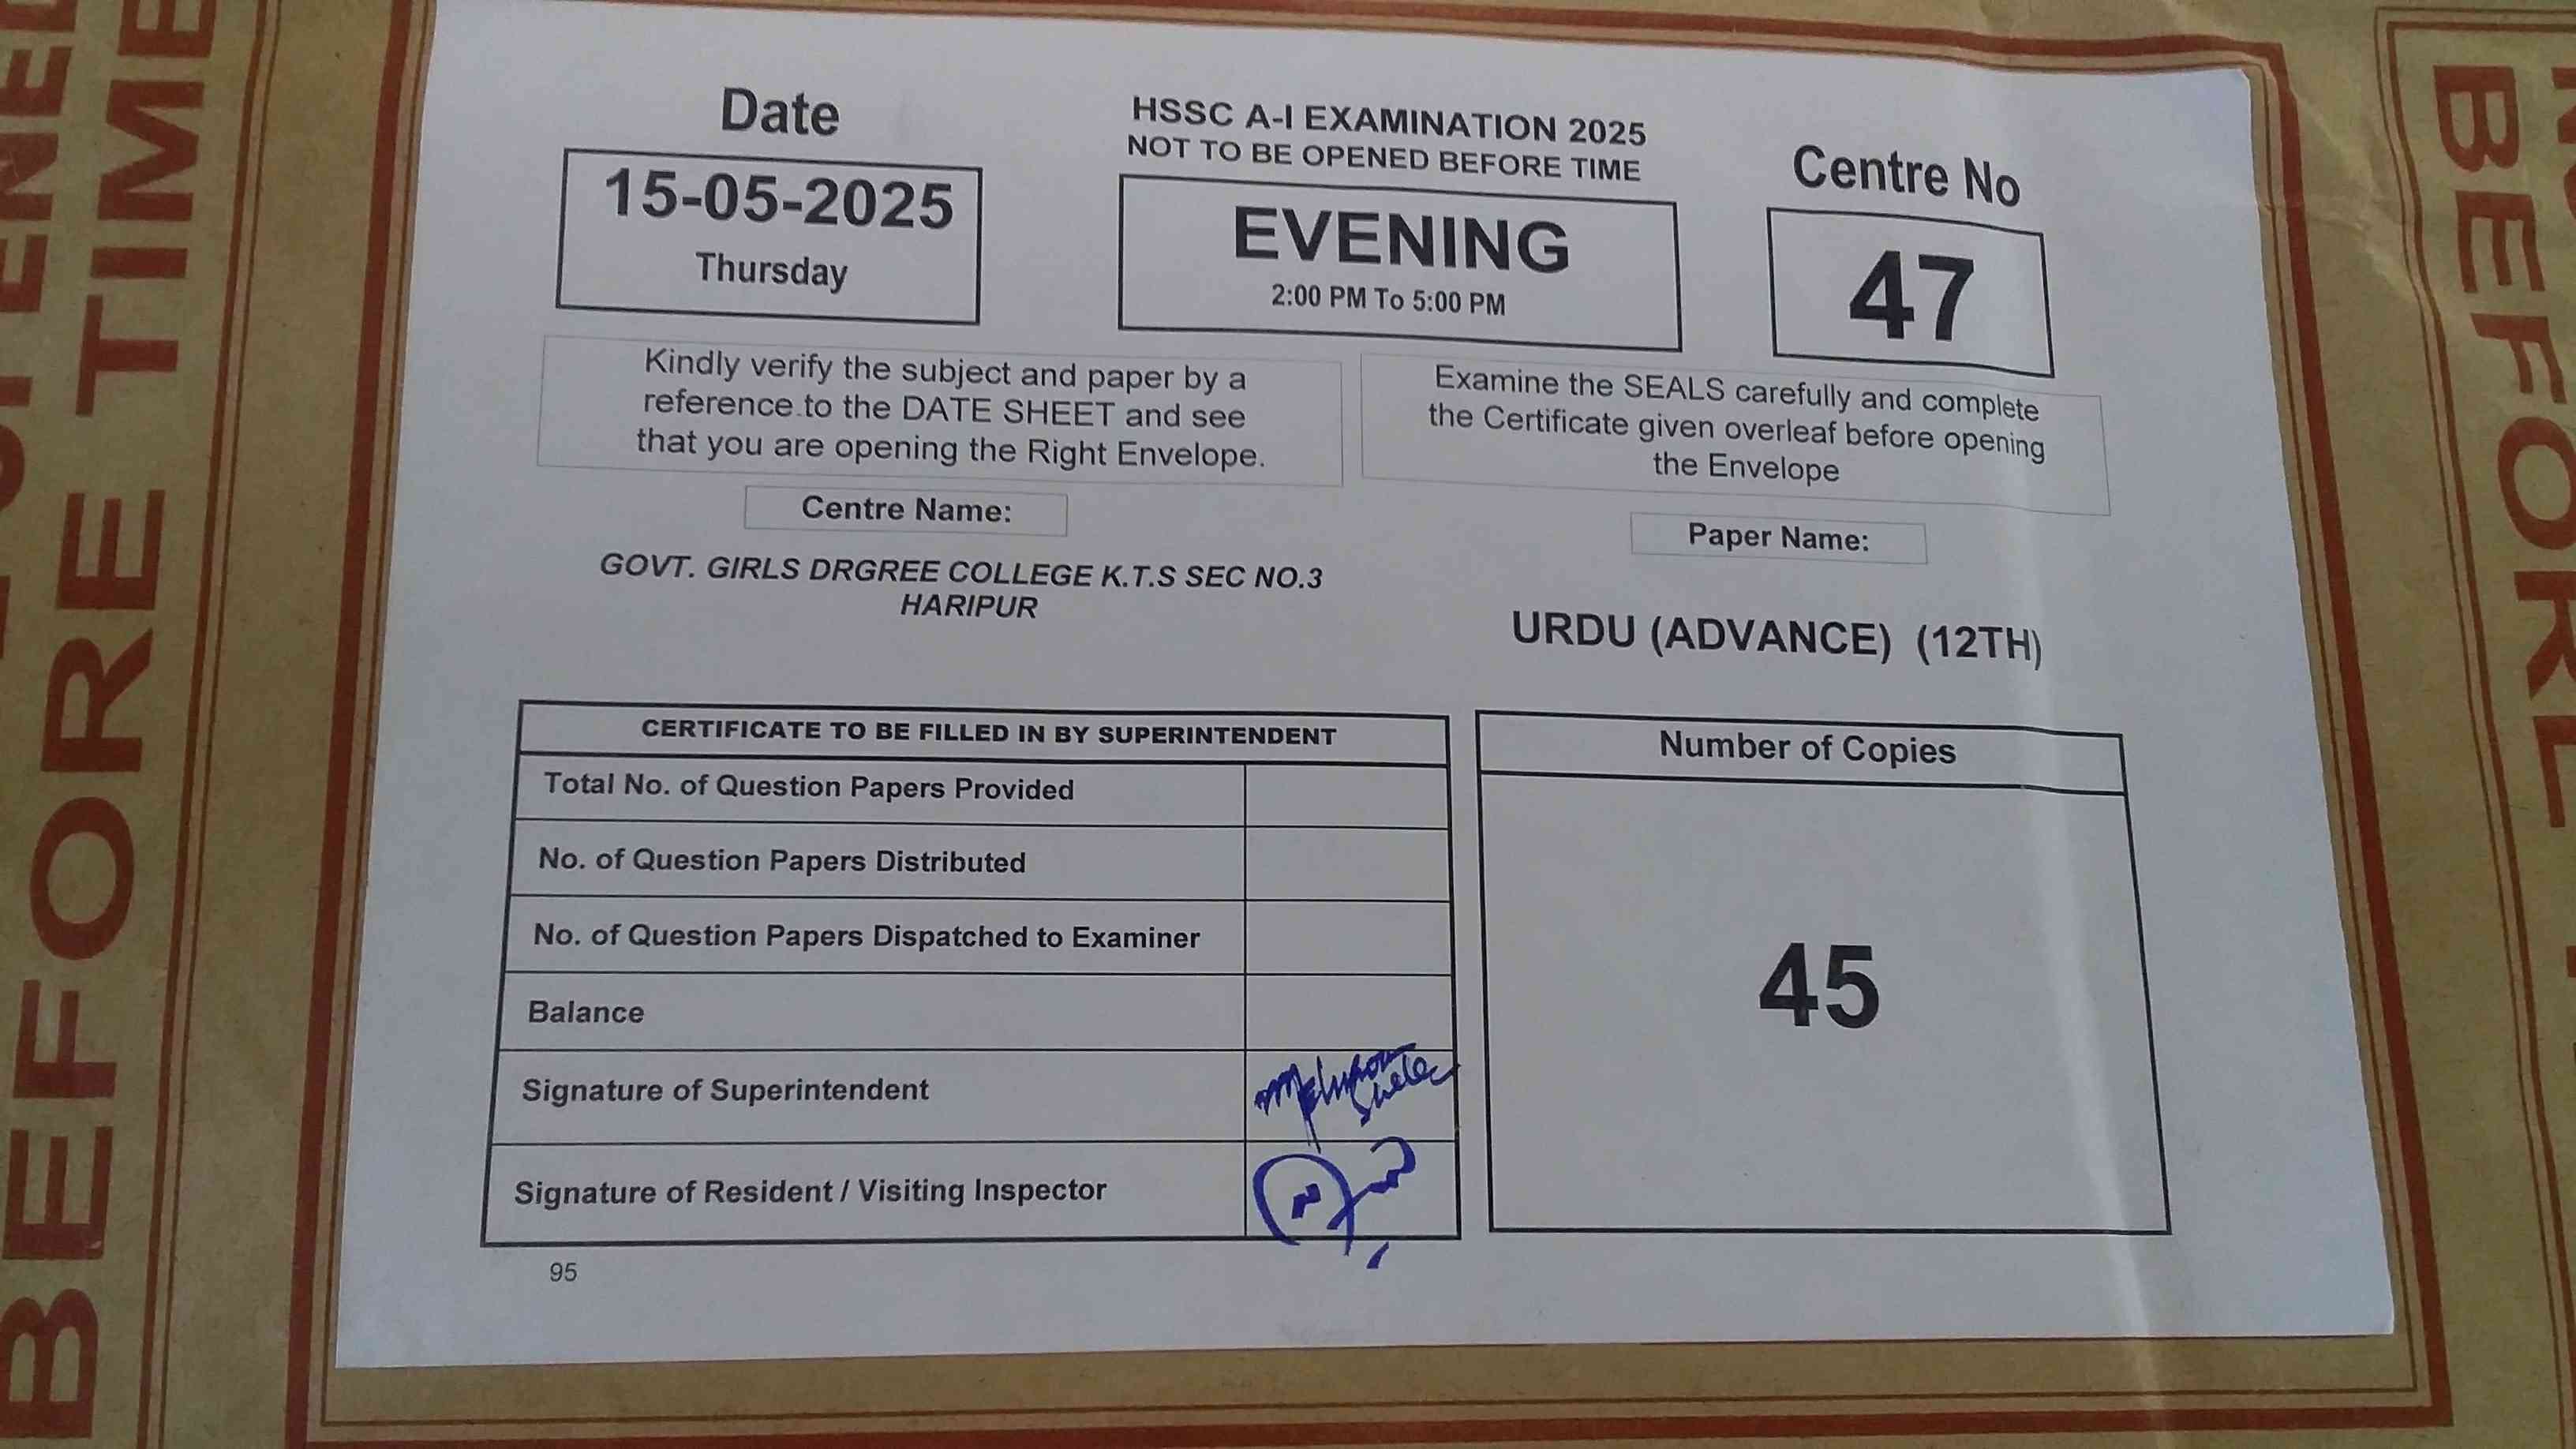 Date
15-05-2025
Thursday
HSSC A-I EXAMINATION 2025
NOT TO BE OPENED BEFORE TIME
EVENING
2:00 PM To 5:00 PM
Centre No
47
Kindly verify the subject and paper by a
reference to the DATE SHEET and see
that you are opening the Right Envelope.
Examine the SEALS carefully and complete
the Certificate given overleaf before opening
the Envelope
Centre Name:
GOVT. GIRLS DRGREE COLLEGE K.T.S SEC NO.3
HARIPUR
Paper Name:
URDU (ADVANCE) (12TH)
CERTIFICATE TO BE FILLED IN BY SUPERINTENDENT
Total No. of Question Papers Provided
No. of Question Papers Distributed
No. of Question Papers Dispatched to Examiner
Balance
Signature of Superintendent
Signature of Resident / Visiting Inspector
Number of Copies
45
95
BEFORE TIME
BEFORE